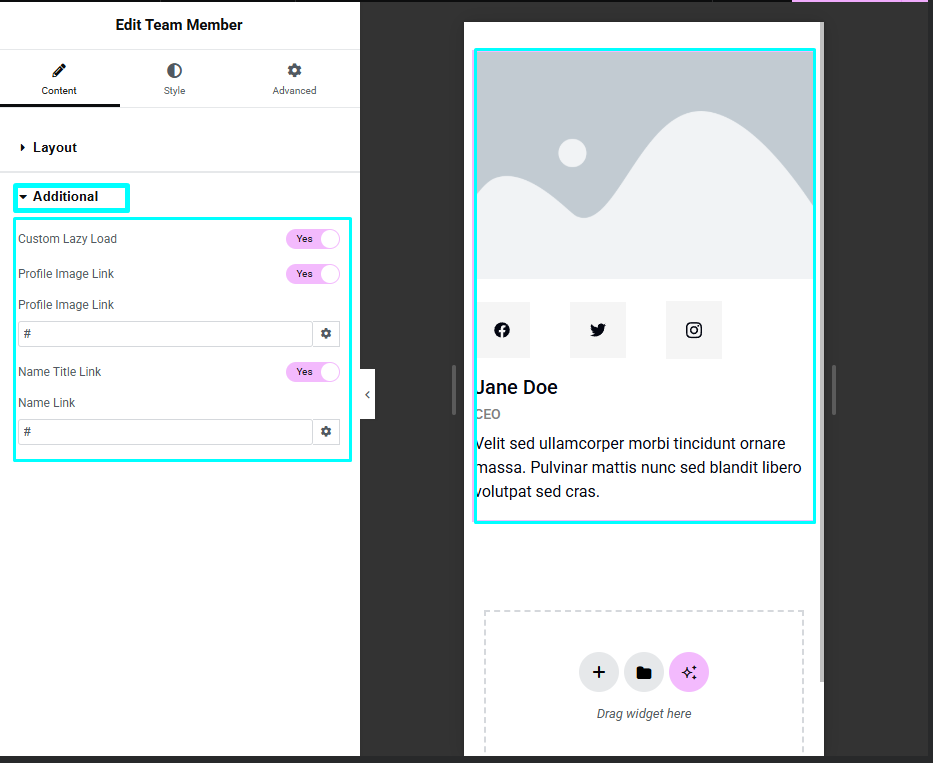 Edit Team Member
Content
Style
Advanced
Layout
Additional
Custom Lazy Load
Yes
Profile Image Link
Yes
Profile Image Link
#
Name Title Link
Yes
Name Link
#
Jane Doe
CEO
Velit sed ullamcorper morbi tincidunt ornare
massa. Pulvinar mattis nunc sed blandit libero
volutpat sed cras.
Drag widget here